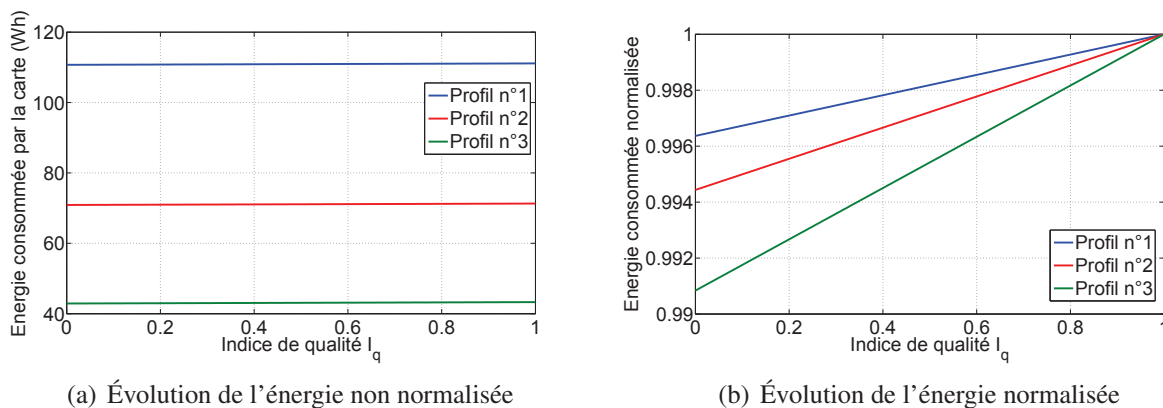 Energie consommée par la carte (Wh)
120
100
80
60
40
0
0.2
0.4
0.6
0.8
1
Indice de qualité I_q
Profil n°1
Profil n°2
Profil n°3
(a) Évolution de l'énergie non normalisée
Energie consommée normalisée
1
0.998
0.996
0.994
0.992
0.99
0
0.2
0.4
0.6
0.8
1
Indice de qualité I_q
Profil n°1
Profil n°2
Profil n°3
(b) Évolution de l'énergie normalisée